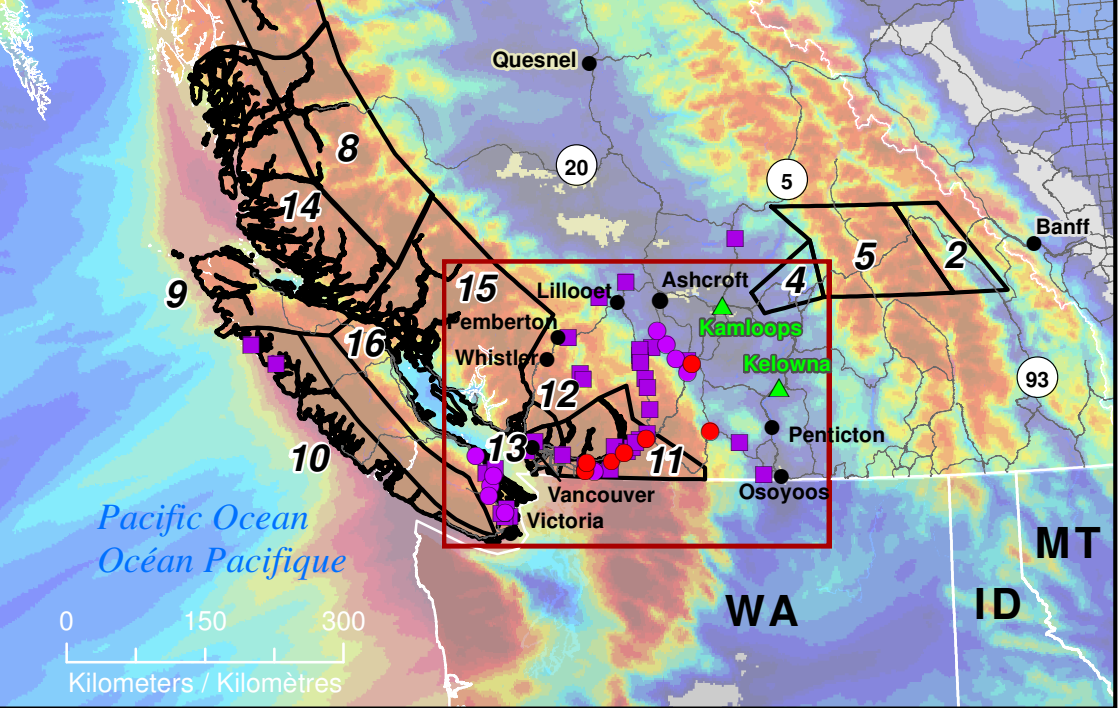 Quesnel
8
20
5
14
Banff
5
2
9
15
Lillooet
Ashcroft
4
Pemberton
Kamloops
16
Whistler
Kelowna
93
12
13
Penticton
10
11
Vancouver
Osoyoos
Pacific Ocean
Victoria
Océan Pacifique
MT
WA
ID
0 150 300
Kilometers / Kilomètres